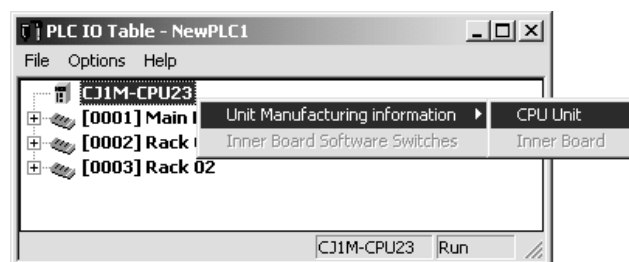 PLC IO Table - NewPLC1
File Options Help
CJ1M-CPU23
[0001] Main
Unit Manufacturing information CPU Unit
[0002] Rack
Inner Board Software Switches Inner Board
[0003] Rack 02
CJ1M-CPU23 Run